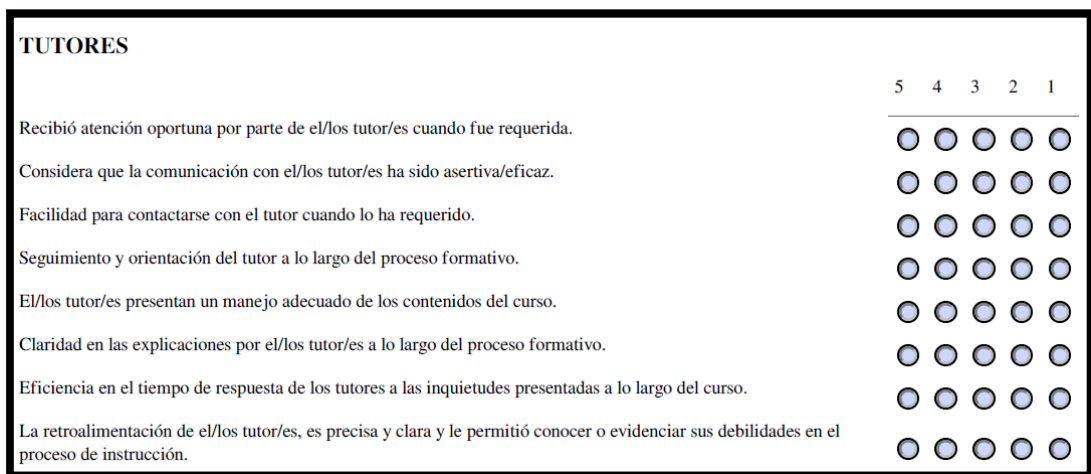 TUTORES
5 4 3 2 1
Recibió atención oportuna por parte de el/los tutor/es cuando fue requerida.
Considera que la comunicación con el/los tutor/es ha sido asertiva/eficaz.
Facilidad para contactarse con el tutor cuando lo ha requerido.
Seguimiento y orientación del tutor a lo largo del proceso formativo.
El/los tutor/es presentan un manejo adecuado de los contenidos del curso.
Claridad en las explicaciones por el/los tutor/es a lo largo del proceso formativo.
Eficiencia en el tiempo de respuesta de los tutores a las inquietudes presentadas a lo largo del curso.
La retroalimentación de el/los tutor/es, es precisa y clara y le permitió conocer o evidenciar sus debilidades en el
proceso de instrucción.